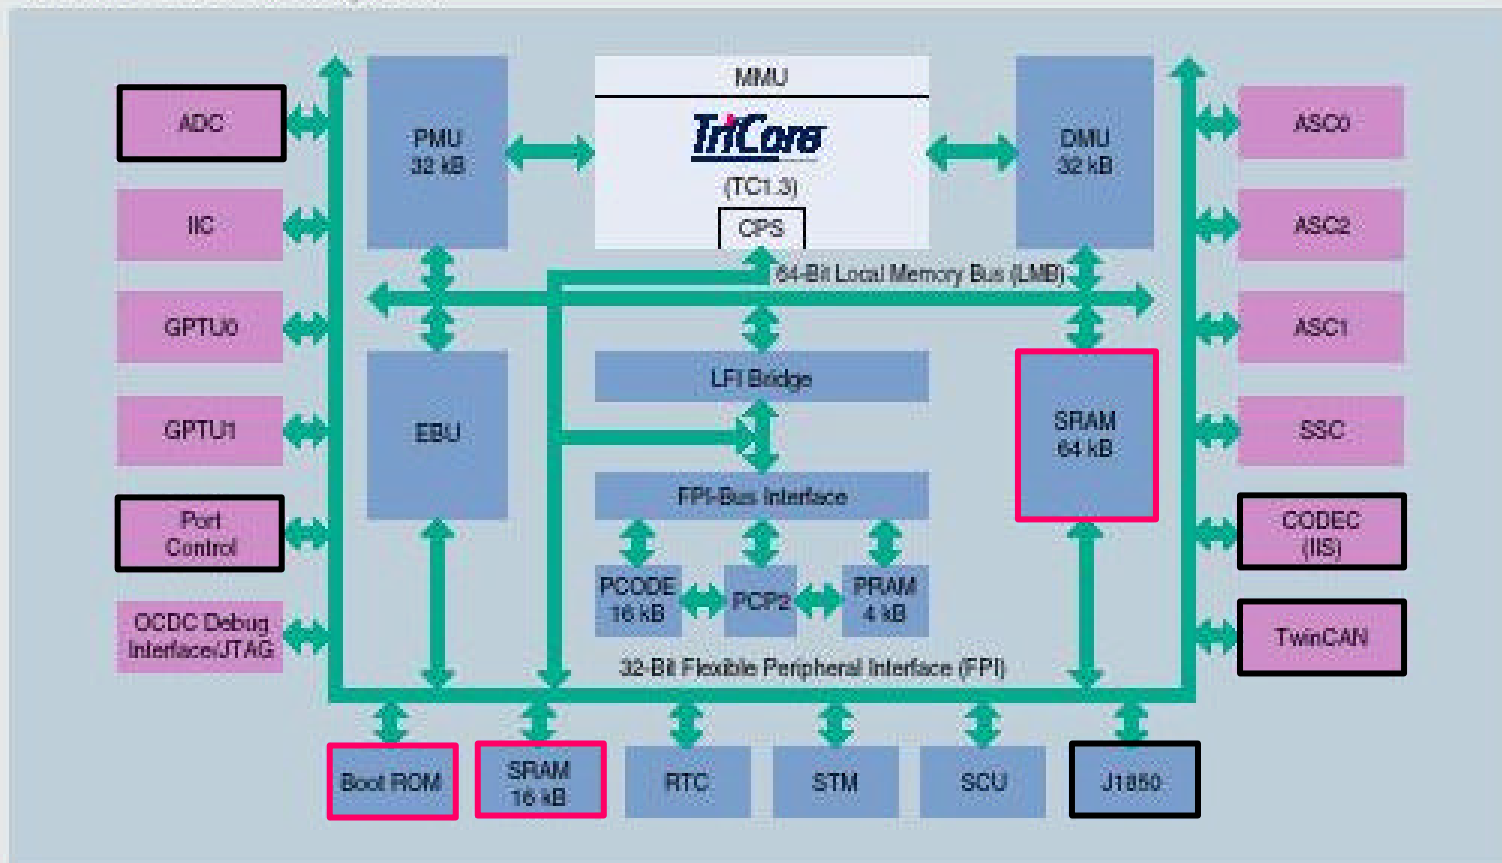 MMU
TriCore
(TC1.3)
CPS
ADC
IIC
GPTU0
GPTU1
Port
Control
OCDC Debug
Interface/JTAG
PMU
32 kB
DMU
32 kB
64-Bit Local Memory Bus (LMB)
EBU
LFI Bridge
SRAM
64 kB
FPI-Bus Interface
PCODE
16 kB
PCP2
PRAM
4 kB
32-Bit Flexible Peripheral Interface (FPI)
ASC0
ASC2
ASC1
SSC
CODEC
(IIS)
TwinCAN
Boot ROM
SRAM
16 kB
RTC
STM
SCU
J1850